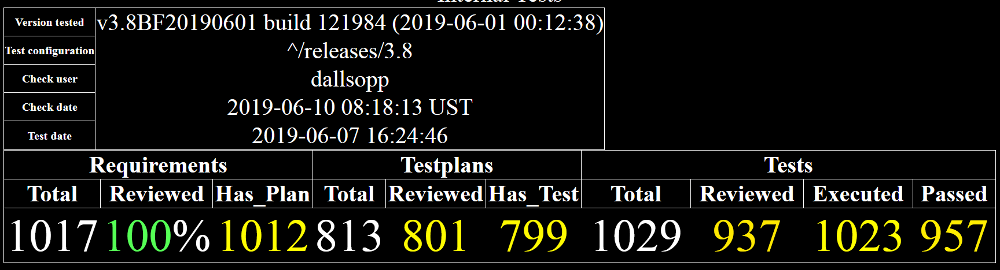 Internal Tests
Version tested v3.8BF20190601 build 121984 (2019-06-01 00:12:38)
Test configuration ^/releases/3.8
Check user dallsopp
Check date 2019-06-10 08:18:13 UST
Test date 2019-06-07 16:24:46
Requirements Testplans Tests
Total Reviewed Has_Plan Total Reviewed Has_Test Total Reviewed Executed Passed
1017 100% 1012 813 801 799 1029 937 1023 957